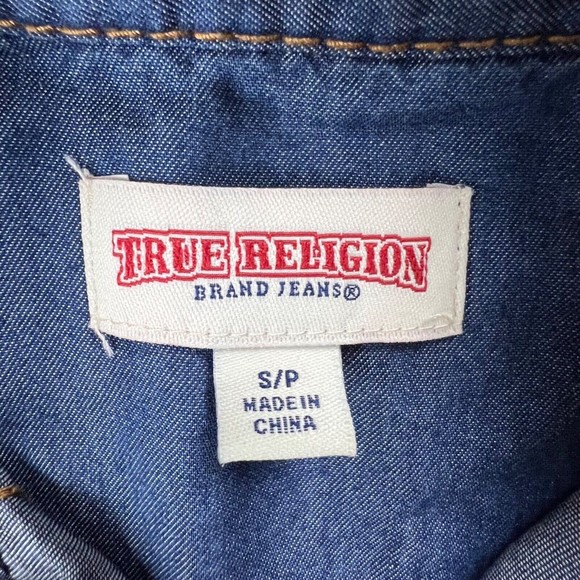 TRUE RELIGION
BRAND JEANS®
S/P
MADE IN
CHINA